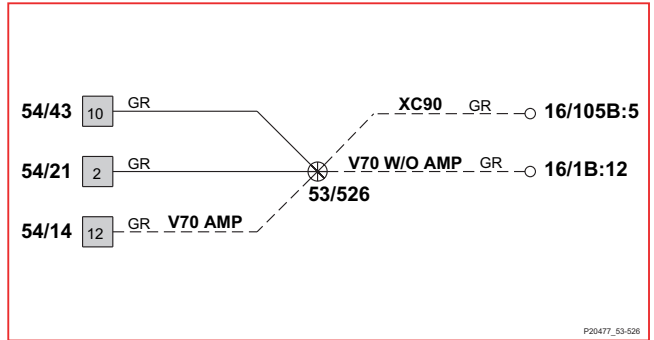 XC90 GR 16/105B:5
54/43 10 GR
54/21 2 GR V70 W/O AMP GR 16/1B:12
53/526
54/14 12 GR V70 AMP
P20477_53-526